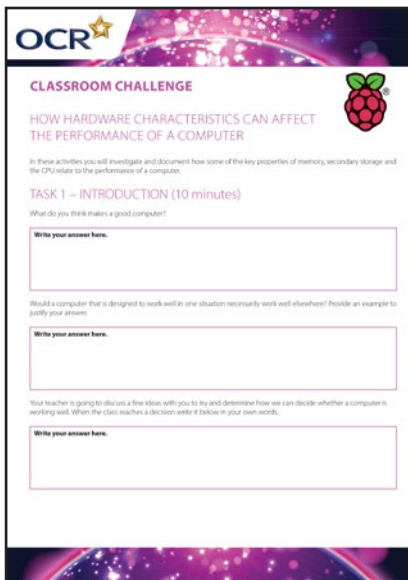 OCR
CLASSROOM CHALLENGE
HOW HARDWARE CHARACTERISTICS CAN AFFECT
THE PERFORMANCE OF A COMPUTER
®
In these activities you will investigate and document how some of the key properties of memory, secondary storage and
the CPU relate to the performance of a computer.
TASK 1 – INTRODUCTION (10 minutes)
What do you think makes a good computer?
Write your answer here.
Would a computer that is designed to work well in one situation necessarily work well elsewhere? Provide an example to
justify your answer.
Write your answer here.
Your teacher is going to discuss a few ideas with you to try and determine how we can decide whether a computer is
working well. When the class reaches a decision write it below in your own words.
Write your answer here.